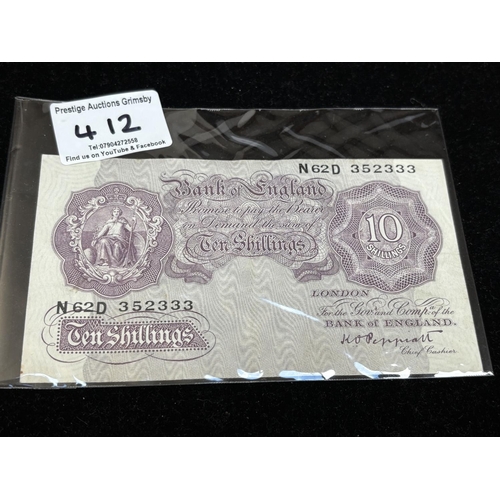 Prestige Auctions Grimsby
412
Tel:07904272558
Find us on YouTube & Facebook
N62D 352333
Bank of England
Promise to pay the Bearer
on Demand the sum of
Ten Shillings
10
SHILLINGS
LONDON
For the Govr. and Compa. of the
BANK OF ENGLAND.
K O Peppiatt
Chief Cashier
N62D 352333
Ten Shillings